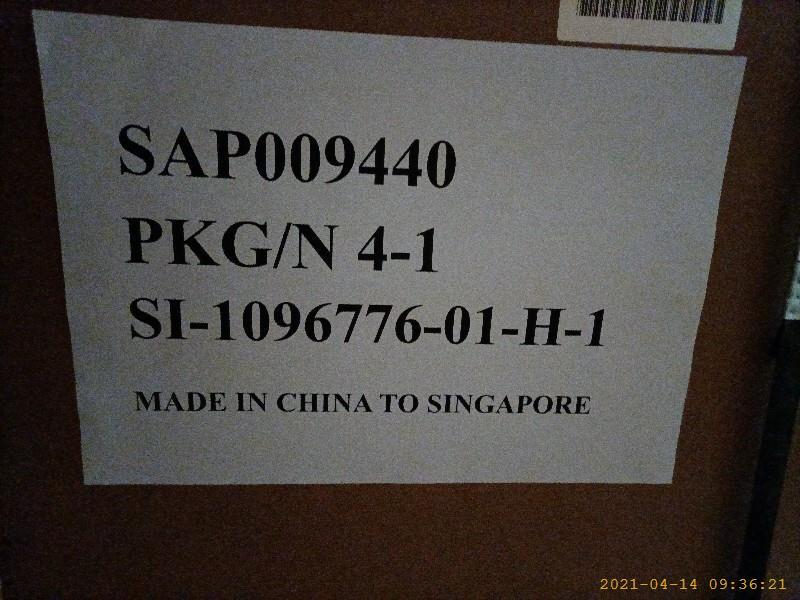 SAP009440
PKG/N 4-1
SI-1096776-01-H-1
MADE IN CHINA TO SINGAPORE
2021-04-14 09:36:21